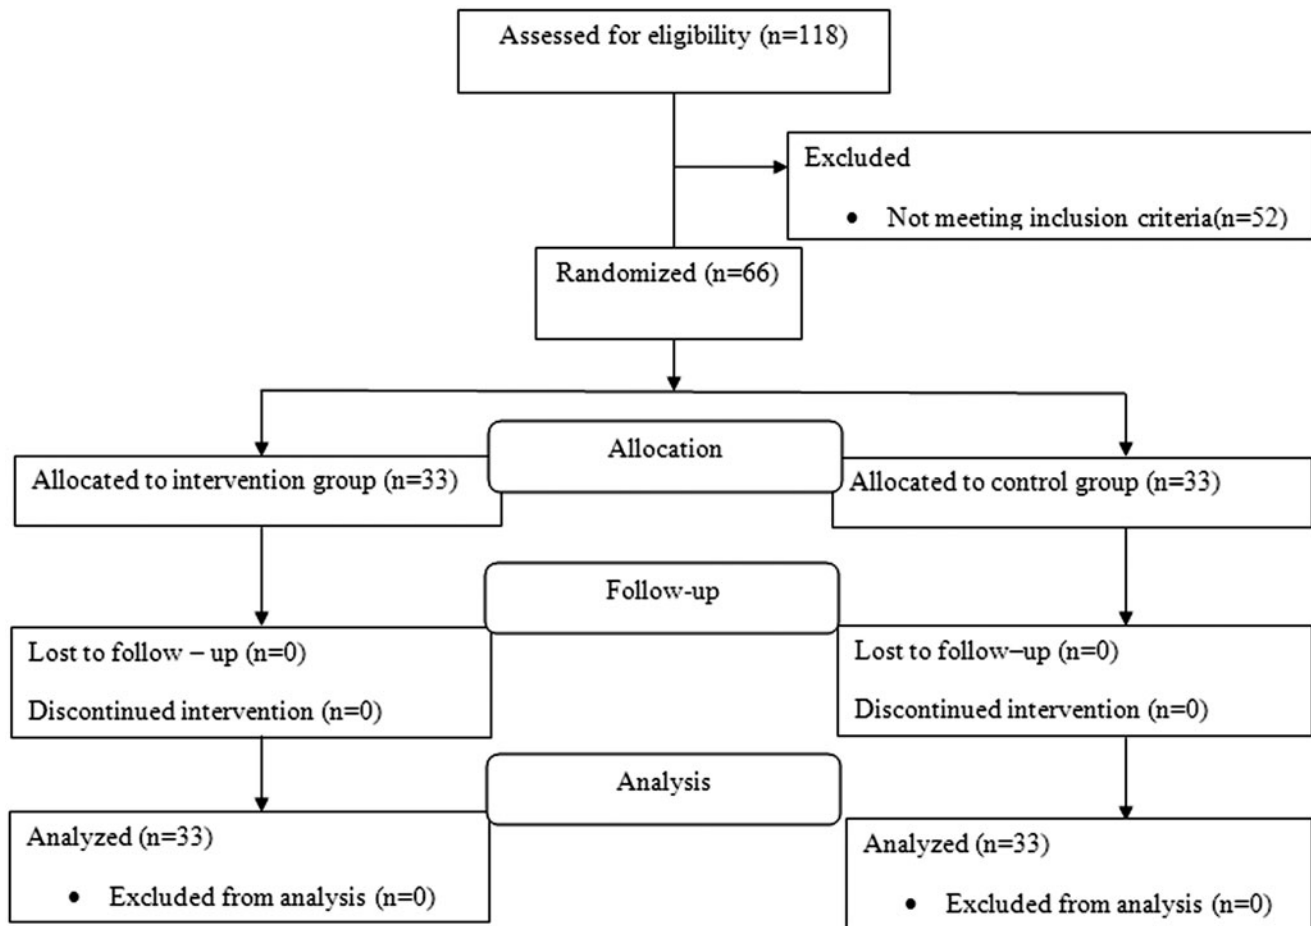 Assessed for eligibility (n=118)
Excluded
• Not meeting inclusion criteria(n=52)
Randomized (n=66)
Allocation
Allocated to intervention group (n=33)
Allocated to control group (n=33)
Follow-up
Lost to follow – up (n=0)
Discontinued intervention (n=0)
Lost to follow–up (n=0)
Discontinued intervention (n=0)
Analysis
Analyzed (n=33)
• Excluded from analysis (n=0)
Analyzed (n=33)
• Excluded from analysis (n=0)